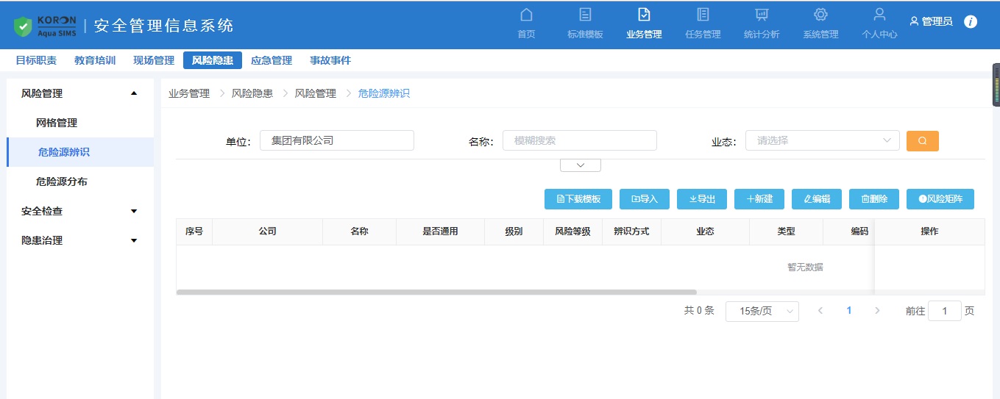 KORON
Aqua SIMS
安全管理信息系统
首页 标准模板 业务管理 任务管理 统计分析 系统管理 个人中心 管理员
目标职责 教育培训 现场管理 风险隐患 应急管理 事故事件
风险管理
网格管理
危险源辨识
危险源分布
安全检查
隐患治理
业务管理 风险隐患 风险管理 危险源辨识
单位: 集团有限公司 名称: 模糊搜索 业态: 请选择
下载模板 导入 导出 新建 编辑 删除 风险矩阵
序号 公司 名称 是否通用 级别 风险等级 辨识方式 业态 类型 编码 操作
暂无数据
共 0 条 15条/页 1 前往 1 页